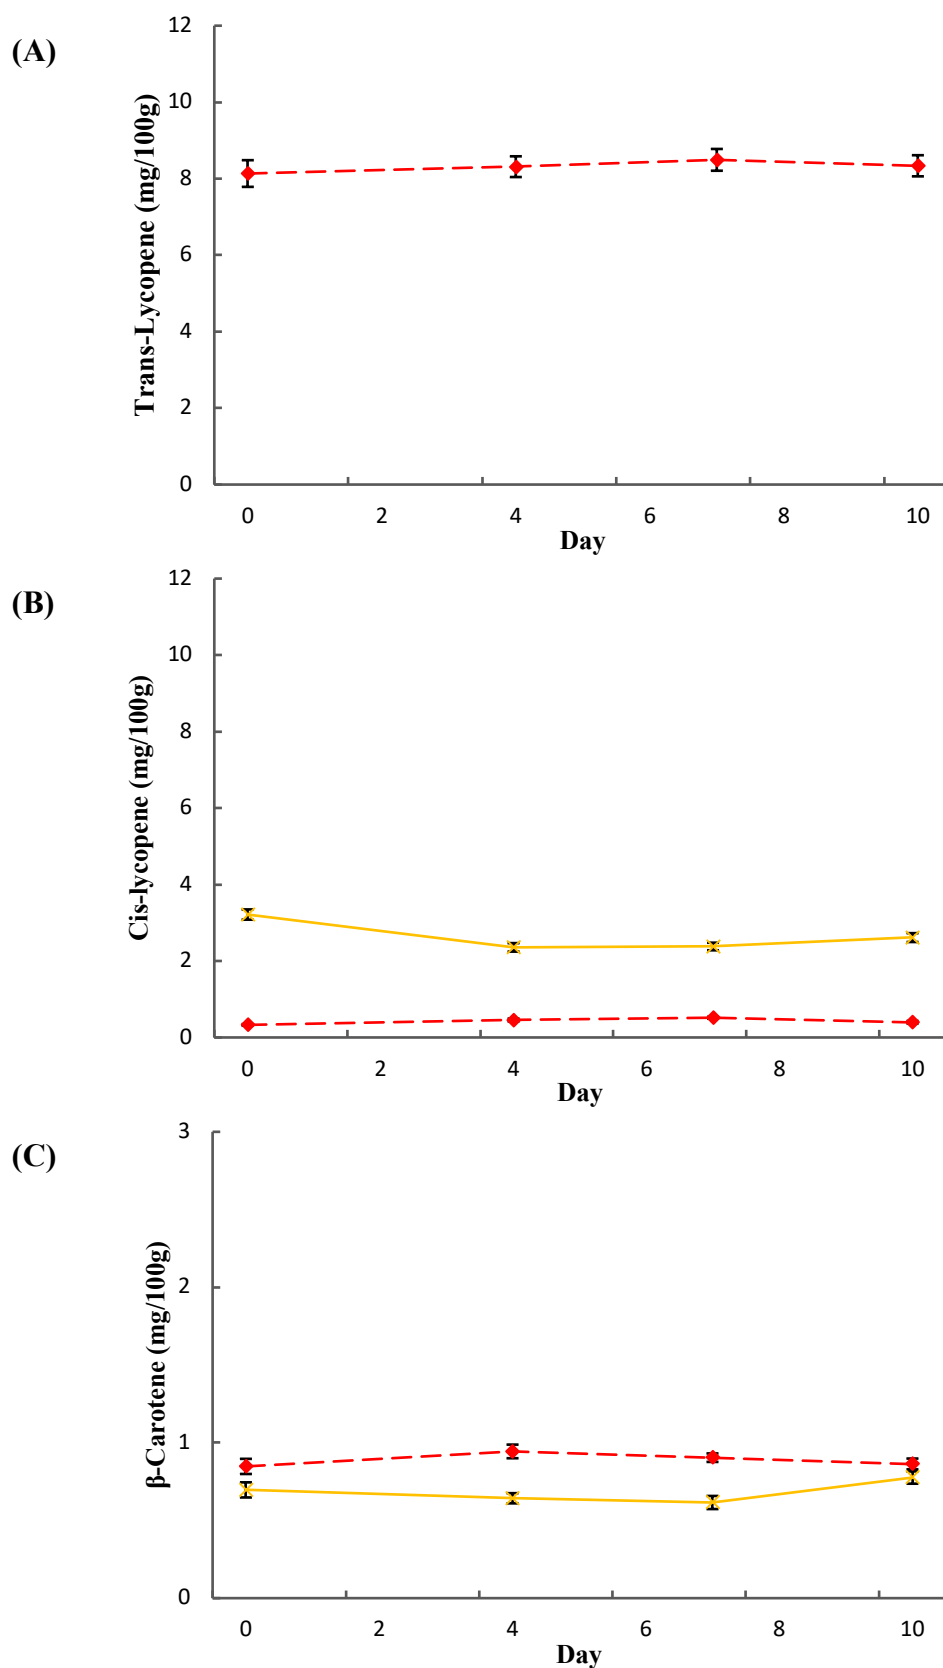 (A)
Trans-Lycopene (mg/100g)
12
10
8
6
4
2
0
0 2 4 6 8 10
Day
(B)
Cis-lycopene (mg/100g)
12
10
8
6
4
2
0
0 2 4 6 8 10
Day
(C)
β-Carotene (mg/100g)
3
2
1
0
0 2 4 6 8 10
Day